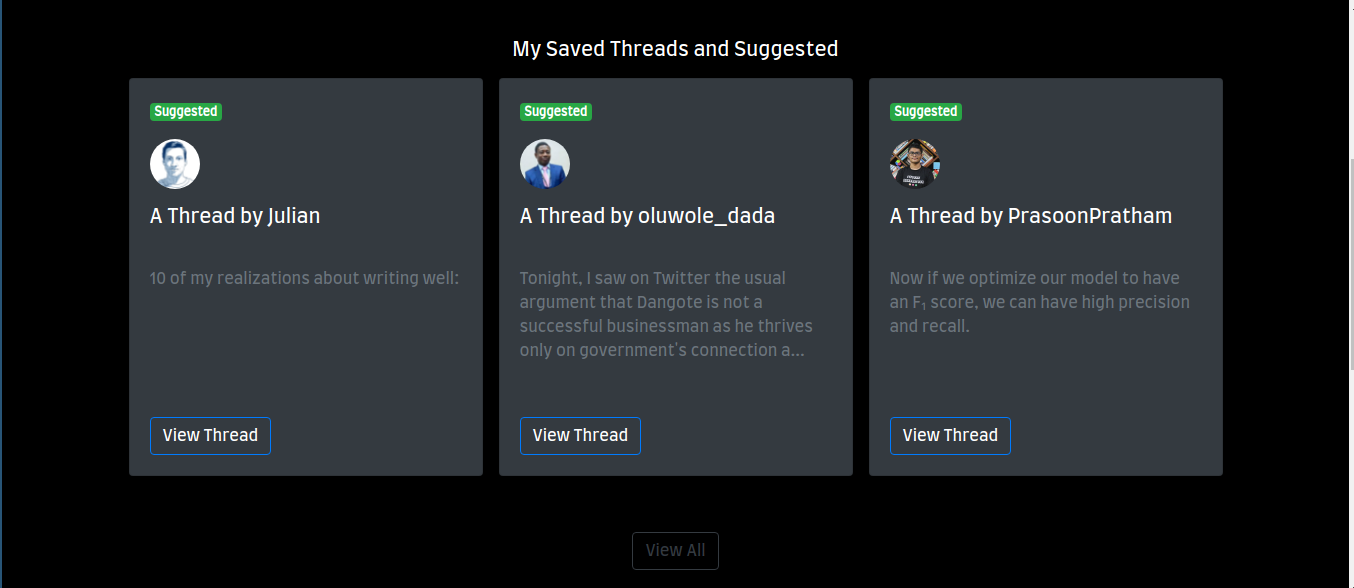 My Saved Threads and Suggested
Suggested
A Thread by Julian
10 of my realizations about writing well:
View Thread
Suggested
A Thread by oluwole_dada
Tonight, I saw on Twitter the usual
argument that Dangote is not a
successful businessman as he thrives
only on government's connection a...
View Thread
Suggested
A Thread by PrasoonPratham
Now if we optimize our model to have
an F₁ score, we can have high precision
and recall.
View Thread
View All